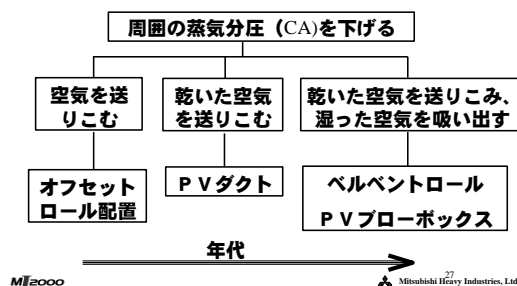 周囲の蒸気分圧（CA)を下げる
空気を送
りこむ
乾いた空気
を送りこむ
乾いた空気を送りこみ、
湿った空気を吸い出す
オフセット
ロール配置
ＰＶダクト
ベルベントロール
ＰＶブローボックス
年代
MT2000
27
Mitsubishi Heavy Industries, Ltd